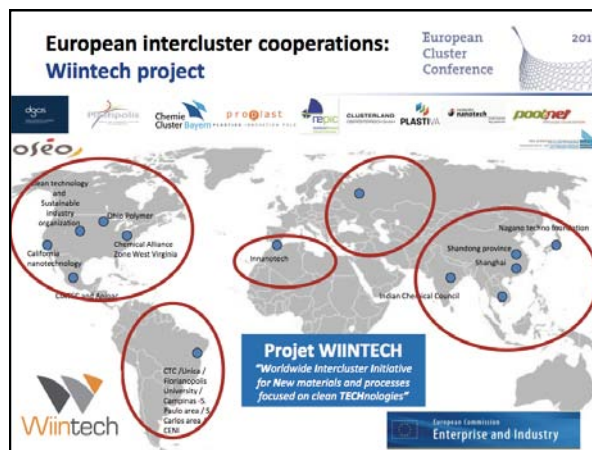 European intercluster cooperations:
Wiintech project
European
Cluster
Conference
201
dgcis
Chemie
Cluster
Bayern
proplast
repic
CLUSTERLAND
PLASTIVA
nanotech
poolnet
oséo
Clean technology
and
Sustainable
industry
organization
Ohio Polymer
Chemical Alliance
Zone West Virginia
California
nanotechnology
Innanotech
Nagano techno foundation
Shandong province
Shanghai
Indian Chemical Council
CTC /Unica /
Florianopolis
University /
Campinas -S.
Paulo area / S.
Carlos area /
CENI
Projet WIINTECH
"Worldwide Intercluster Initiative
for New materials and processes
focused on clean TECHnologies"
Wiintech
European Commission
Enterprise and Industry